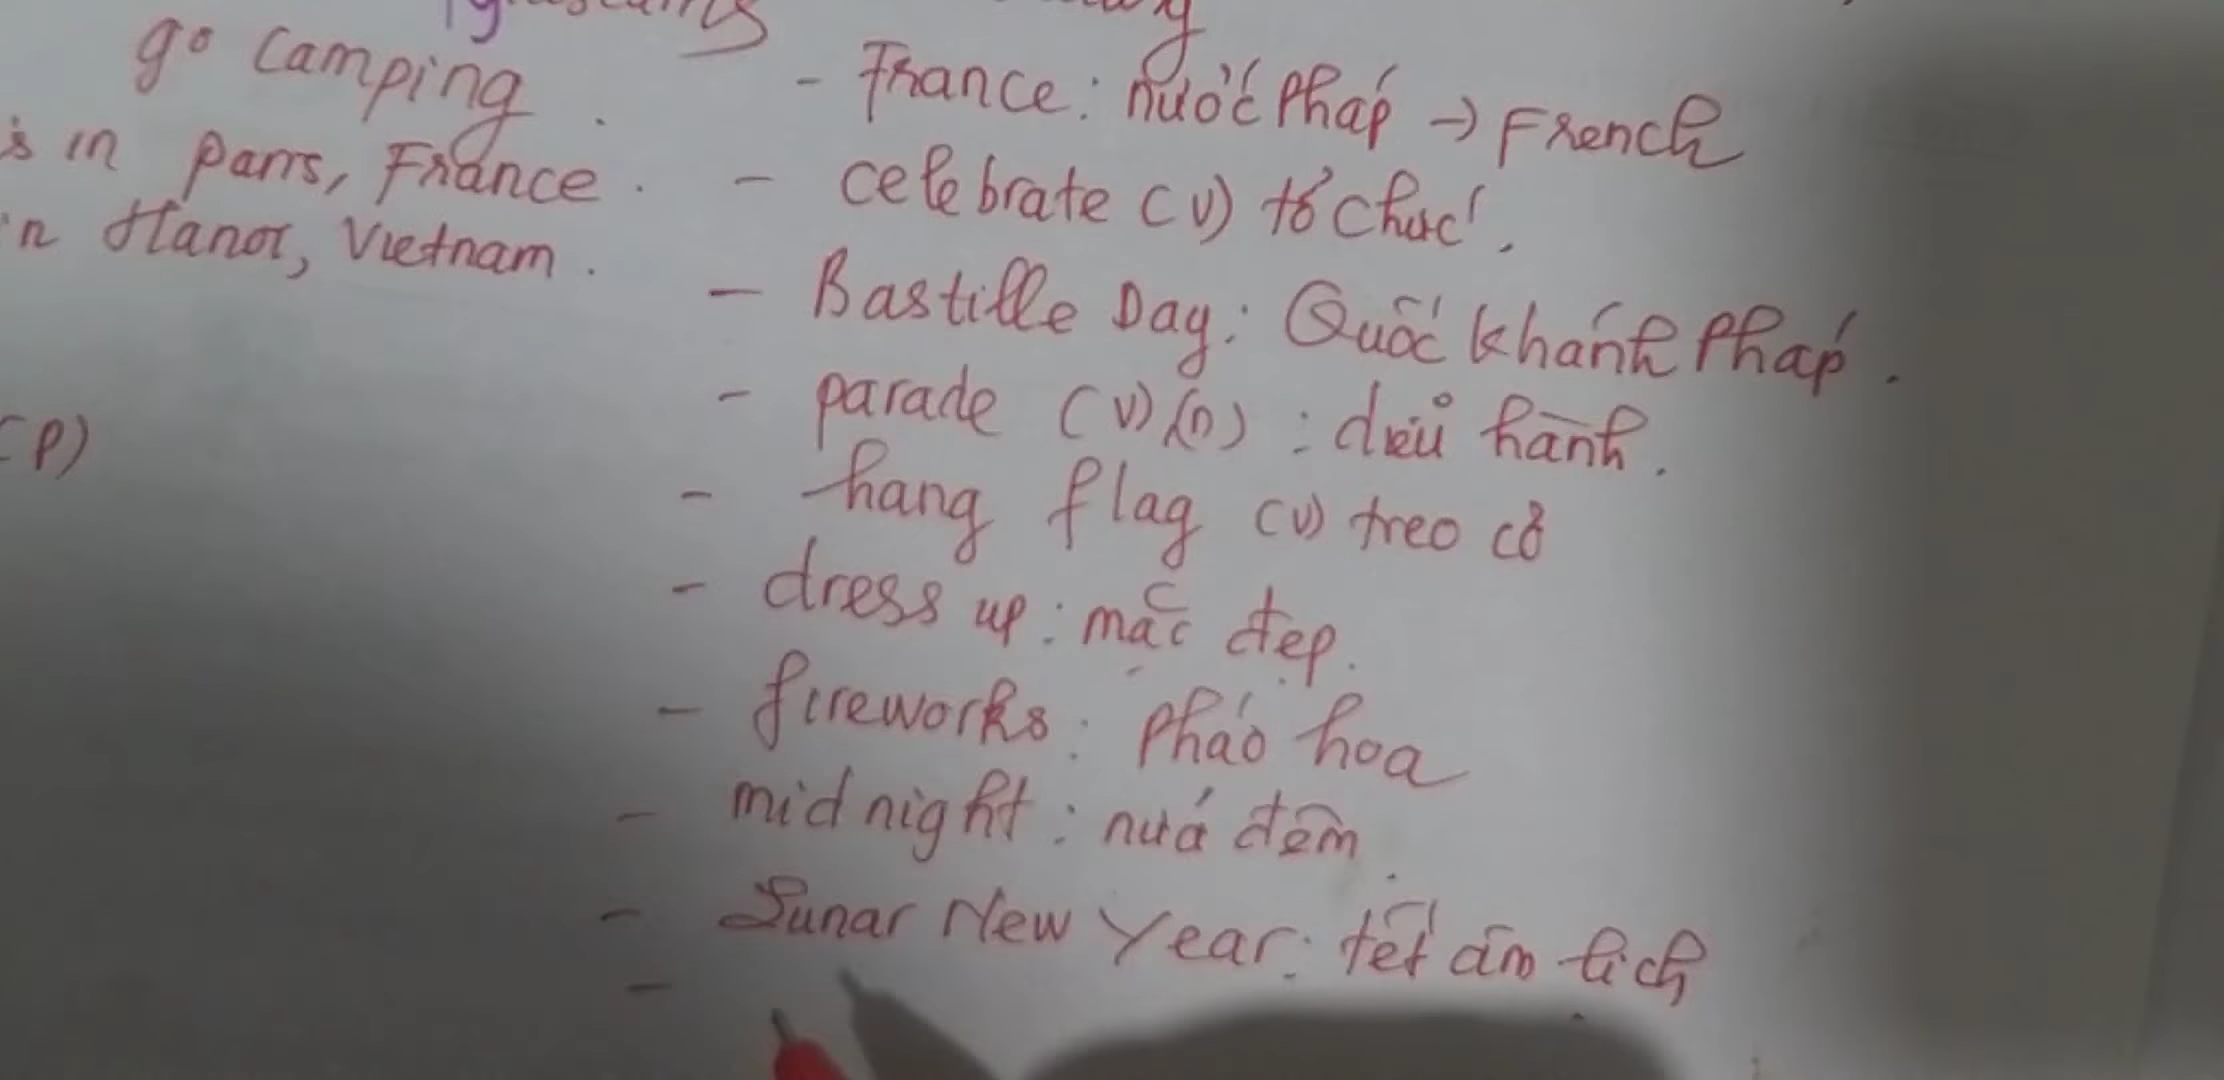 go camping.
is in Paris, France.
in Hanoi, Vietnam.
(P)
- France: nước Pháp → French
- celebrate (v) tổ chức.
- Bastille Day: Quốc khánh Pháp.
- parade (v)(n): diễu hành.
- hang flag (v) treo cờ
- dress up: mặc đẹp.
- fireworks: Pháo hoa
- midnight: nửa đêm
- Lunar New Year: tết âm lịch
-